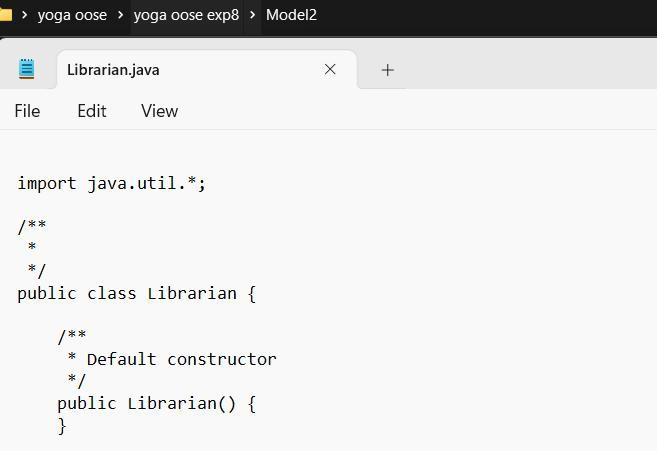 yoga oose > yoga oose exp8 > Model2
Librarian.java
File Edit View
import java.util.*;
/**
 *
 */
public class Librarian {
    /**
     * Default constructor
     */
    public Librarian() {
    }